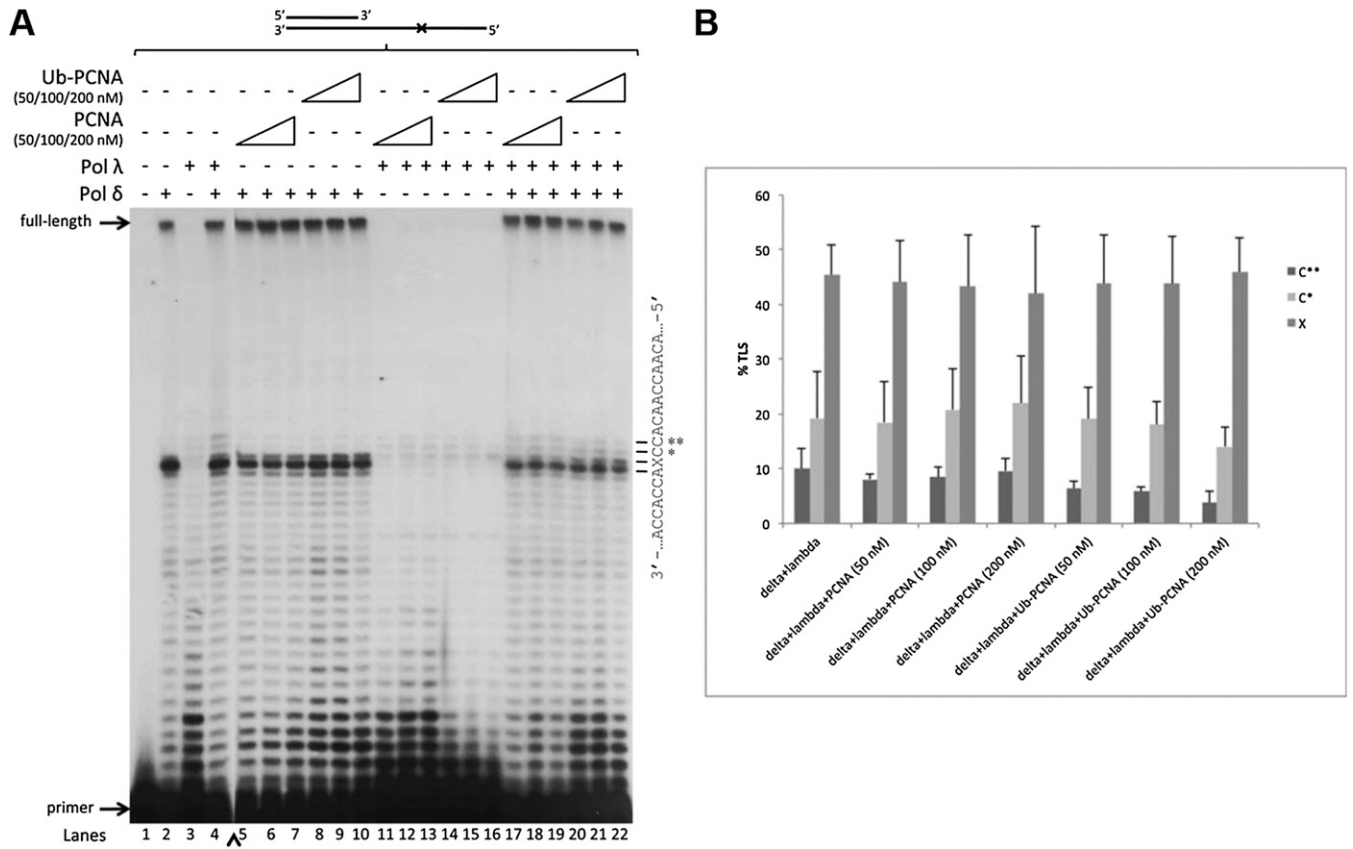 A
5’ 3’
3’ 5’
Ub-PCNA
(50/100/200 nM)
- - - - - - - - - - - - -
PCNA
(50/100/200 nM)
- - - - - - - - - - - - -
Pol λ - - + + - - - - - - + + + + + + + + + + + +
Pol δ - + - + + + + + + + - - - - - - + + + + + +
full-length
primer
Lanes 1 2 3 4 5 6 7 8 9 10 11 12 13 14 15 16 17 18 19 20 21 22
**
*
3’-…ACCACCAXCCACAACCAACA…-5’
B
% TLS
60
50
40
30
20
10
0
C**
C*
X
delta+lambda
delta+lambda+PCNA (50 nM)
delta+lambda+PCNA (100 nM)
delta+lambda+PCNA (200 nM)
delta+lambda+Ub-PCNA (50 nM)
delta+lambda+Ub-PCNA (100 nM)
delta+lambda+Ub-PCNA (200 nM)